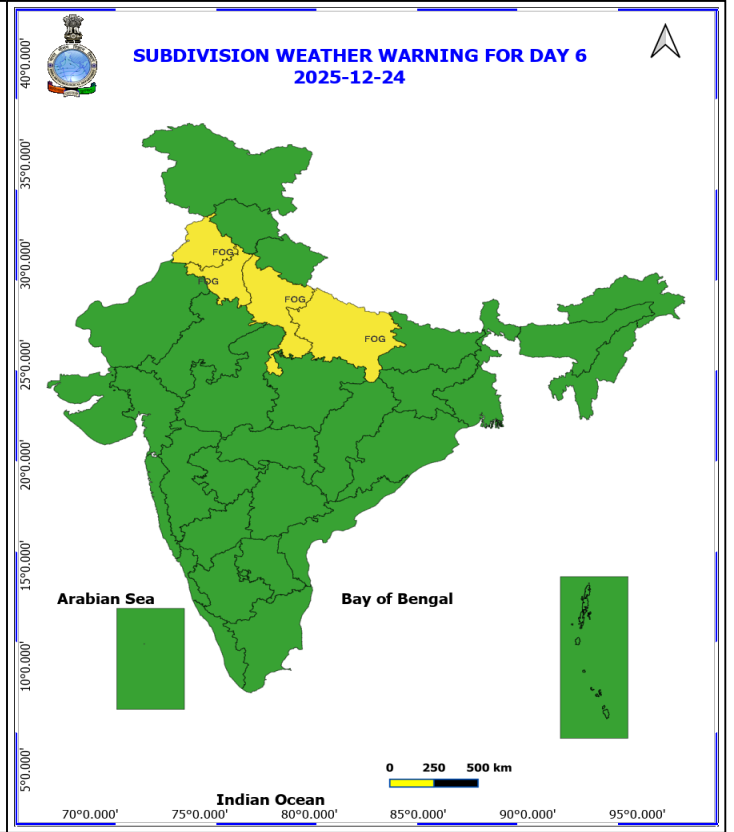 SUBDIVISION WEATHER WARNING FOR DAY 6
2025-12-24
40°0.000'
35°0.000'
30°0.000'
25°0.000'
20°0.000'
15°0.000'
10°0.000'
5°0.000'
FOG
FOG
FOG
FOG
Arabian Sea
Bay of Bengal
0 250 500 km
Indian Ocean
70°0.000' 75°0.000' 80°0.000' 85°0.000' 90°0.000' 95°0.000'